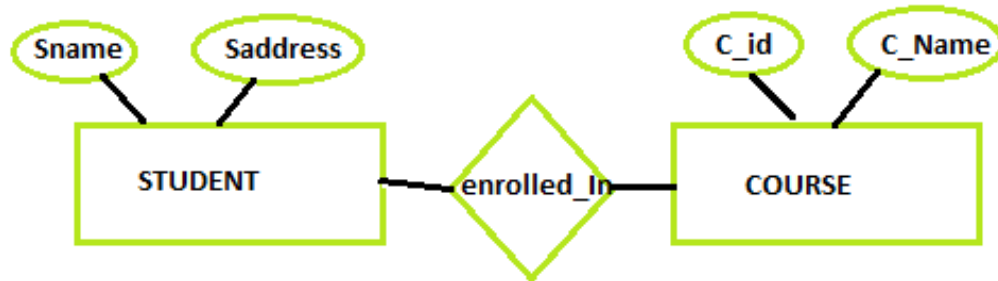 Sname
Saddress
C_id
C_Name
STUDENT
enrolled_In
COURSE